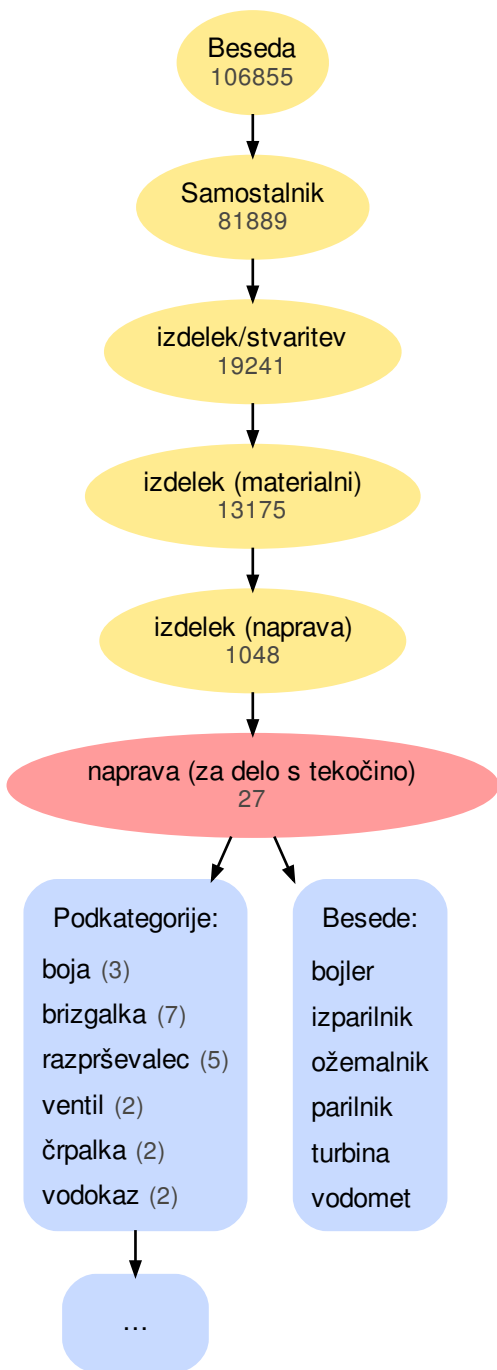 Beseda
106855
Samostalnik
81889
izdelek/stvaritev
19241
izdelek (materialni)
13175
izdelek (naprava)
1048
naprava (za delo s tekočino)
27
Podkategorije:
boja (3)
brizgalka (7)
razprševalec (5)
ventil (2)
črpalka (2)
vodokaz (2)
...
Besede:
bojler
izparilnik
ožemalnik
parilnik
turbina
vodomet